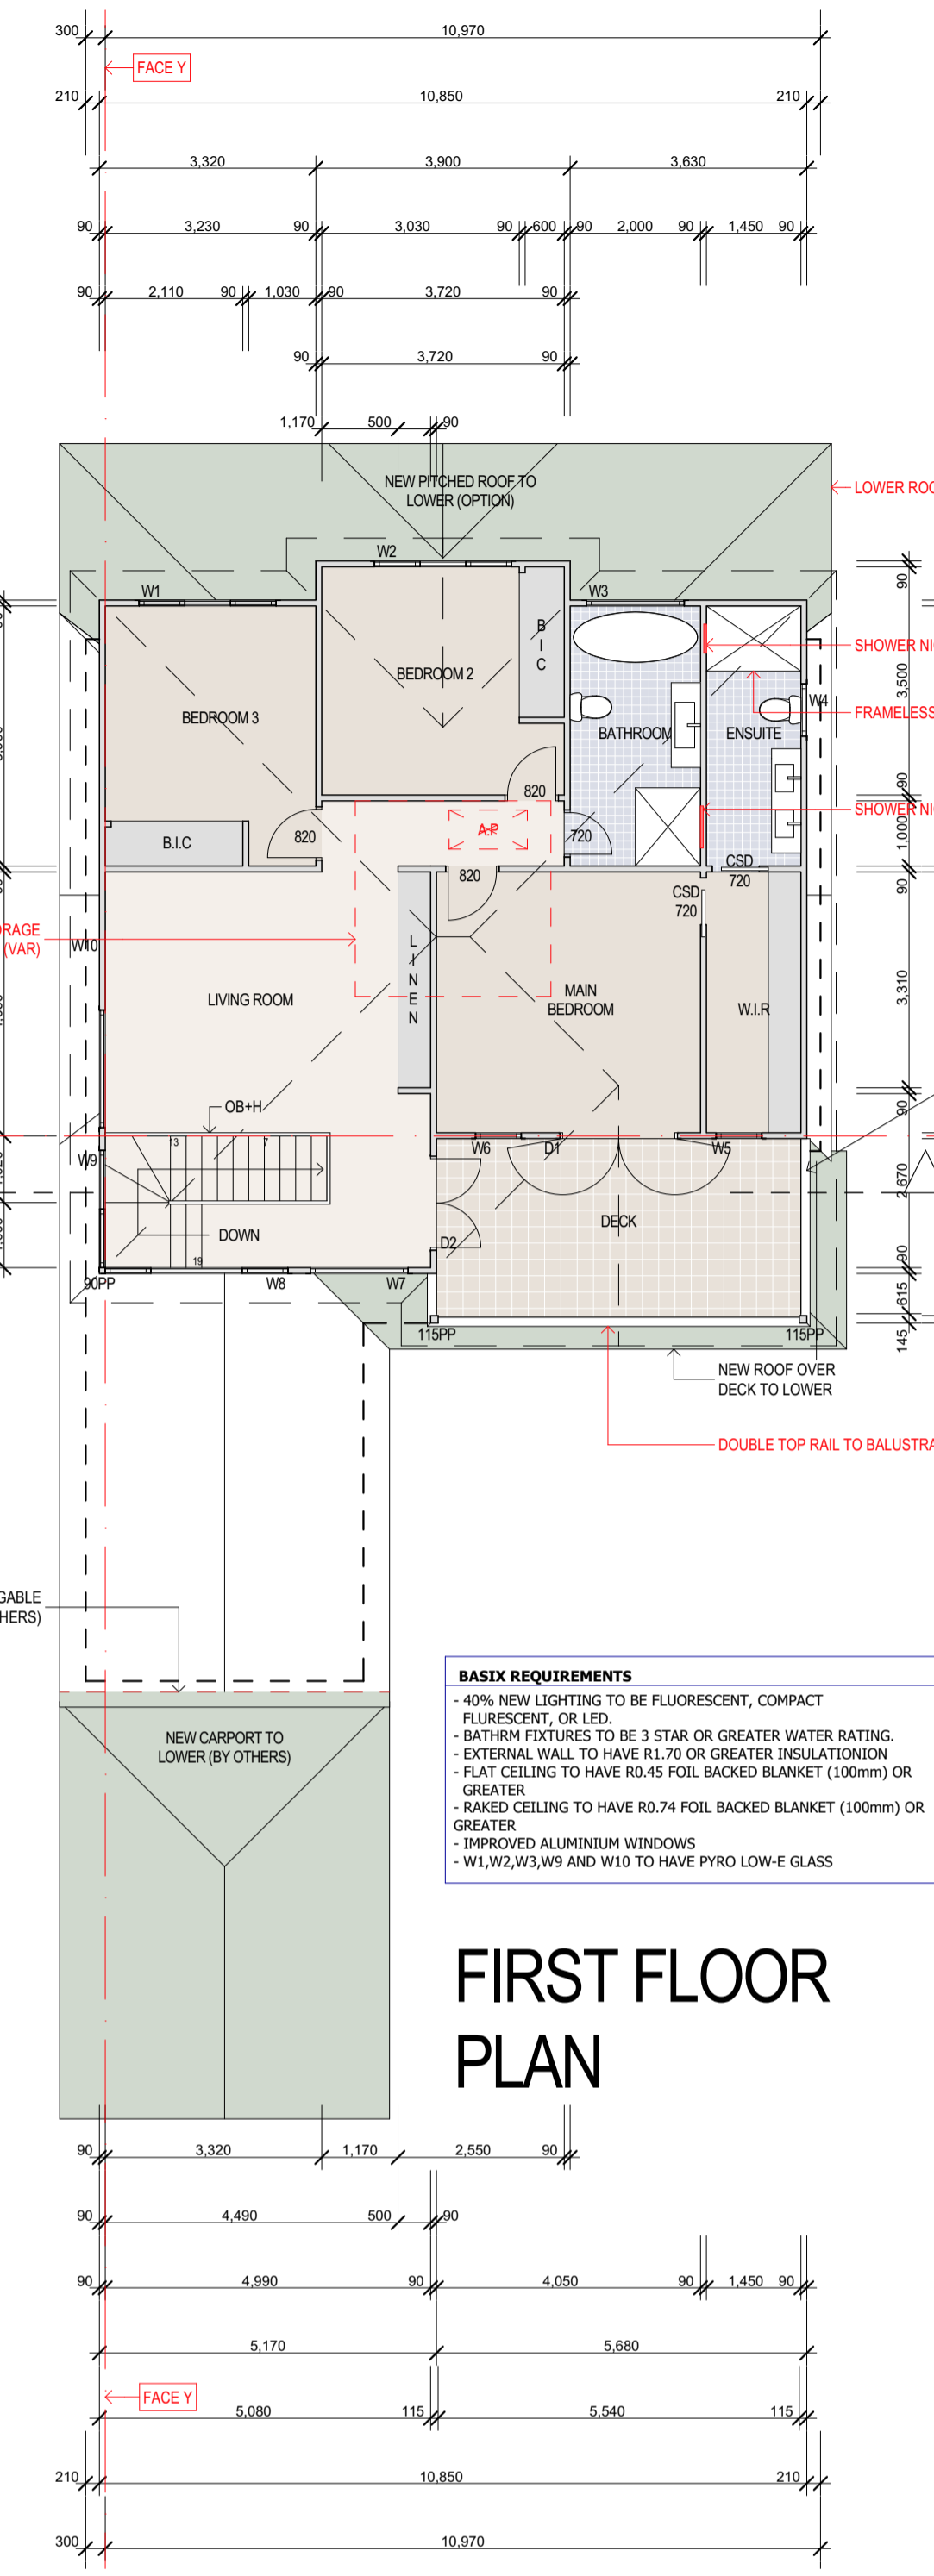 300 10,970
FACE Y
210 10,850 210
3,320 3,900 3,630
90 3,230 90 3,030 90 600 90 2,000 90 1,450 90
90 2,110 90 1,030 90 3,720 90
90 3,720 90
1,170 500 90
NEW PITCHED ROOF TO
LOWER (OPTION)
LOWER ROO
W2
W1
W3
90
B
I
C
SHOWER NI
BEDROOM 2
3,500
W4
BEDROOM 3
FRAMELESS
BATHROOM
ENSUITE
820
90
SHOWER NI
A.P
B.I.C
820
720
1,000
CSD
720
820
90
CSD
720
ORAGE
(VAR)
W10
L
I
N
E
N
LIVING ROOM
MAIN
BEDROOM
W.I.R
3,310
OB+H
90
13
7
W9
W6
D1
W5
2,670
DECK
DOWN
D2
19
90
90PP
W8
W7
615
115PP
115PP
145
NEW ROOF OVER
DECK TO LOWER
DOUBLE TOP RAIL TO BALUSTRA
GABLE
HERS)
BASIX REQUIREMENTS
- 40% NEW LIGHTING TO BE FLUORESCENT, COMPACT
FLURESCENT, OR LED.
- BATHRM FIXTURES TO BE 3 STAR OR GREATER WATER RATING.
- EXTERNAL WALL TO HAVE R1.70 OR GREATER INSULATIONION
- FLAT CEILING TO HAVE R0.45 FOIL BACKED BLANKET (100mm) OR
GREATER
- RAKED CEILING TO HAVE R0.74 FOIL BACKED BLANKET (100mm) OR
GREATER
- IMPROVED ALUMINIUM WINDOWS
- W1,W2,W3,W9 AND W10 TO HAVE PYRO LOW-E GLASS
NEW CARPORT TO
LOWER (BY OTHERS)
FIRST FLOOR
PLAN
90 3,320 1,170 2,550 90
90 4,490 500 90
90 4,990 90 4,050 90 1,450 90
5,170 5,680
FACE Y
5,080 115 5,540 115
210 10,850 210
300 10,970